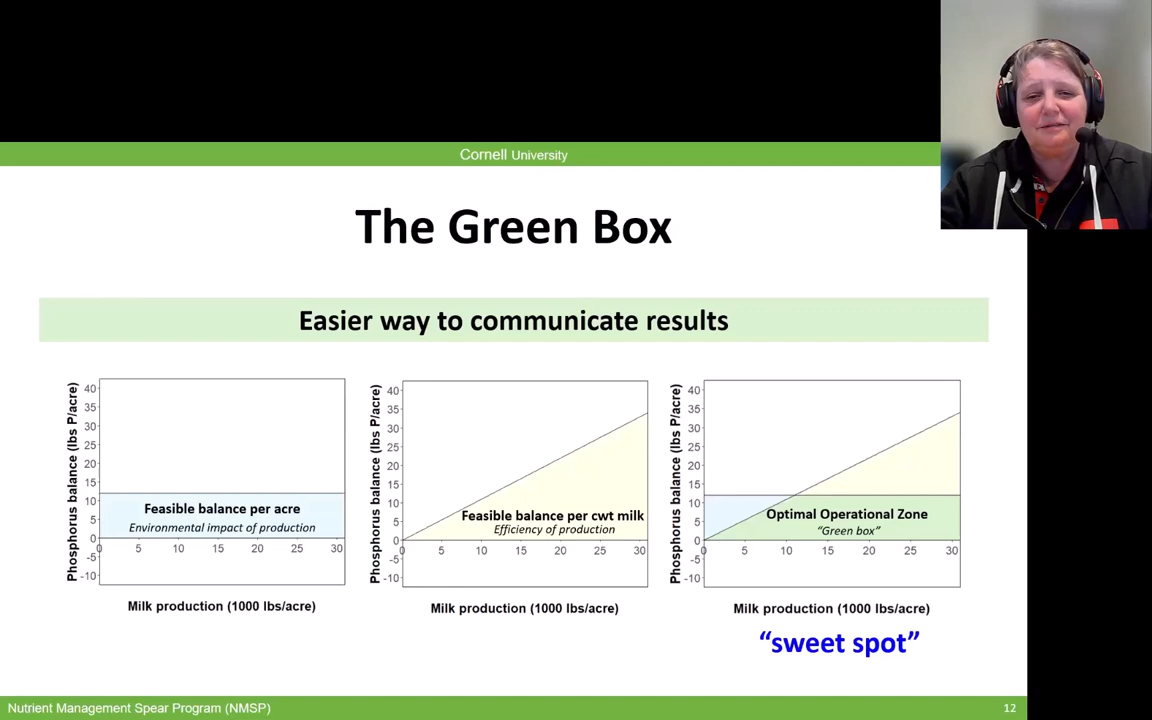 Cornell University
The Green Box
Easier way to communicate results
Phosphorus balance (lbs P/acre)
40
35
30
25
20
15
10
5
0
-5
-10
Feasible balance per acre
Environmental impact of production
0 5 10 15 20 25 30
Milk production (1000 lbs/acre)
Phosphorus balance (lbs P/acre)
40
35
30
25
20
15
10
5
0
-5
-10
Feasible balance per cwt milk
Efficiency of production
0 5 10 15 20 25 30
Milk production (1000 lbs/acre)
Phosphorus balance (lbs P/acre)
40
35
30
25
20
15
10
5
0
-5
-10
Optimal Operational Zone
“Green box”
0 5 10 15 20 25 30
Milk production (1000 lbs/acre)
“sweet spot”
Nutrient Management Spear Program (NMSP)
12